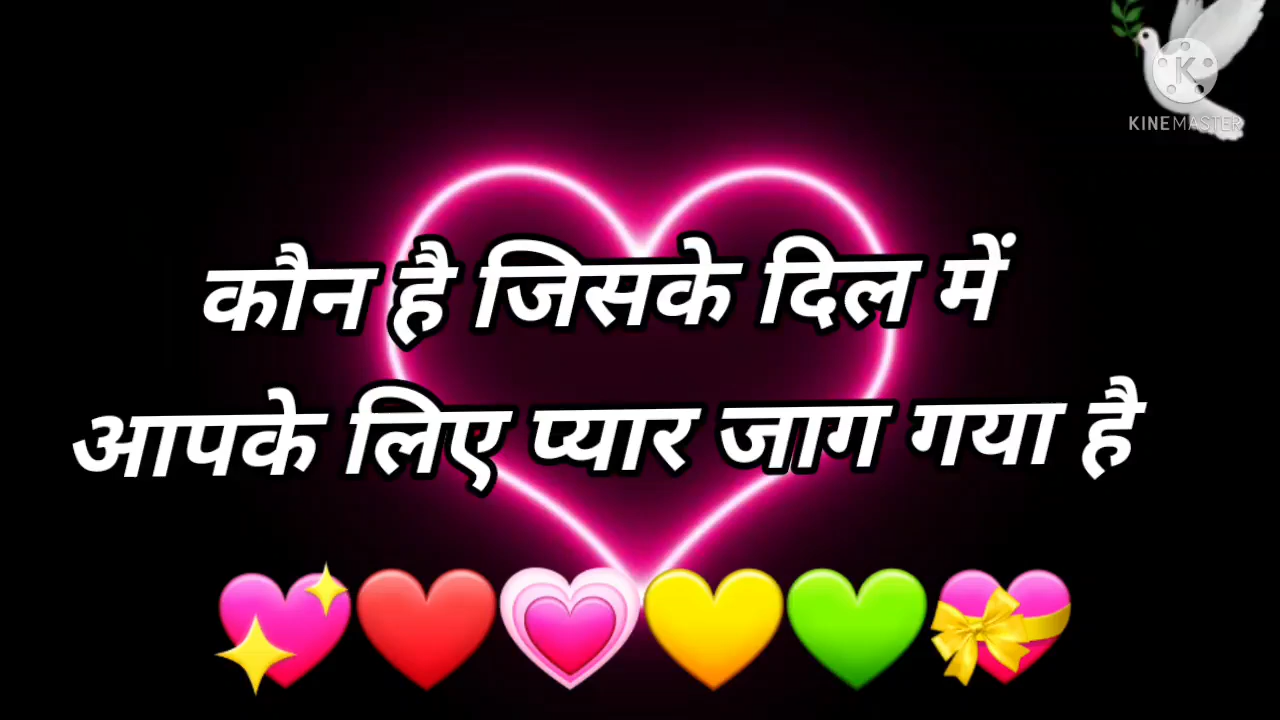 KINEMASTER
कौन है जिसके दिल में
आपके लिए प्यार जाग गया है